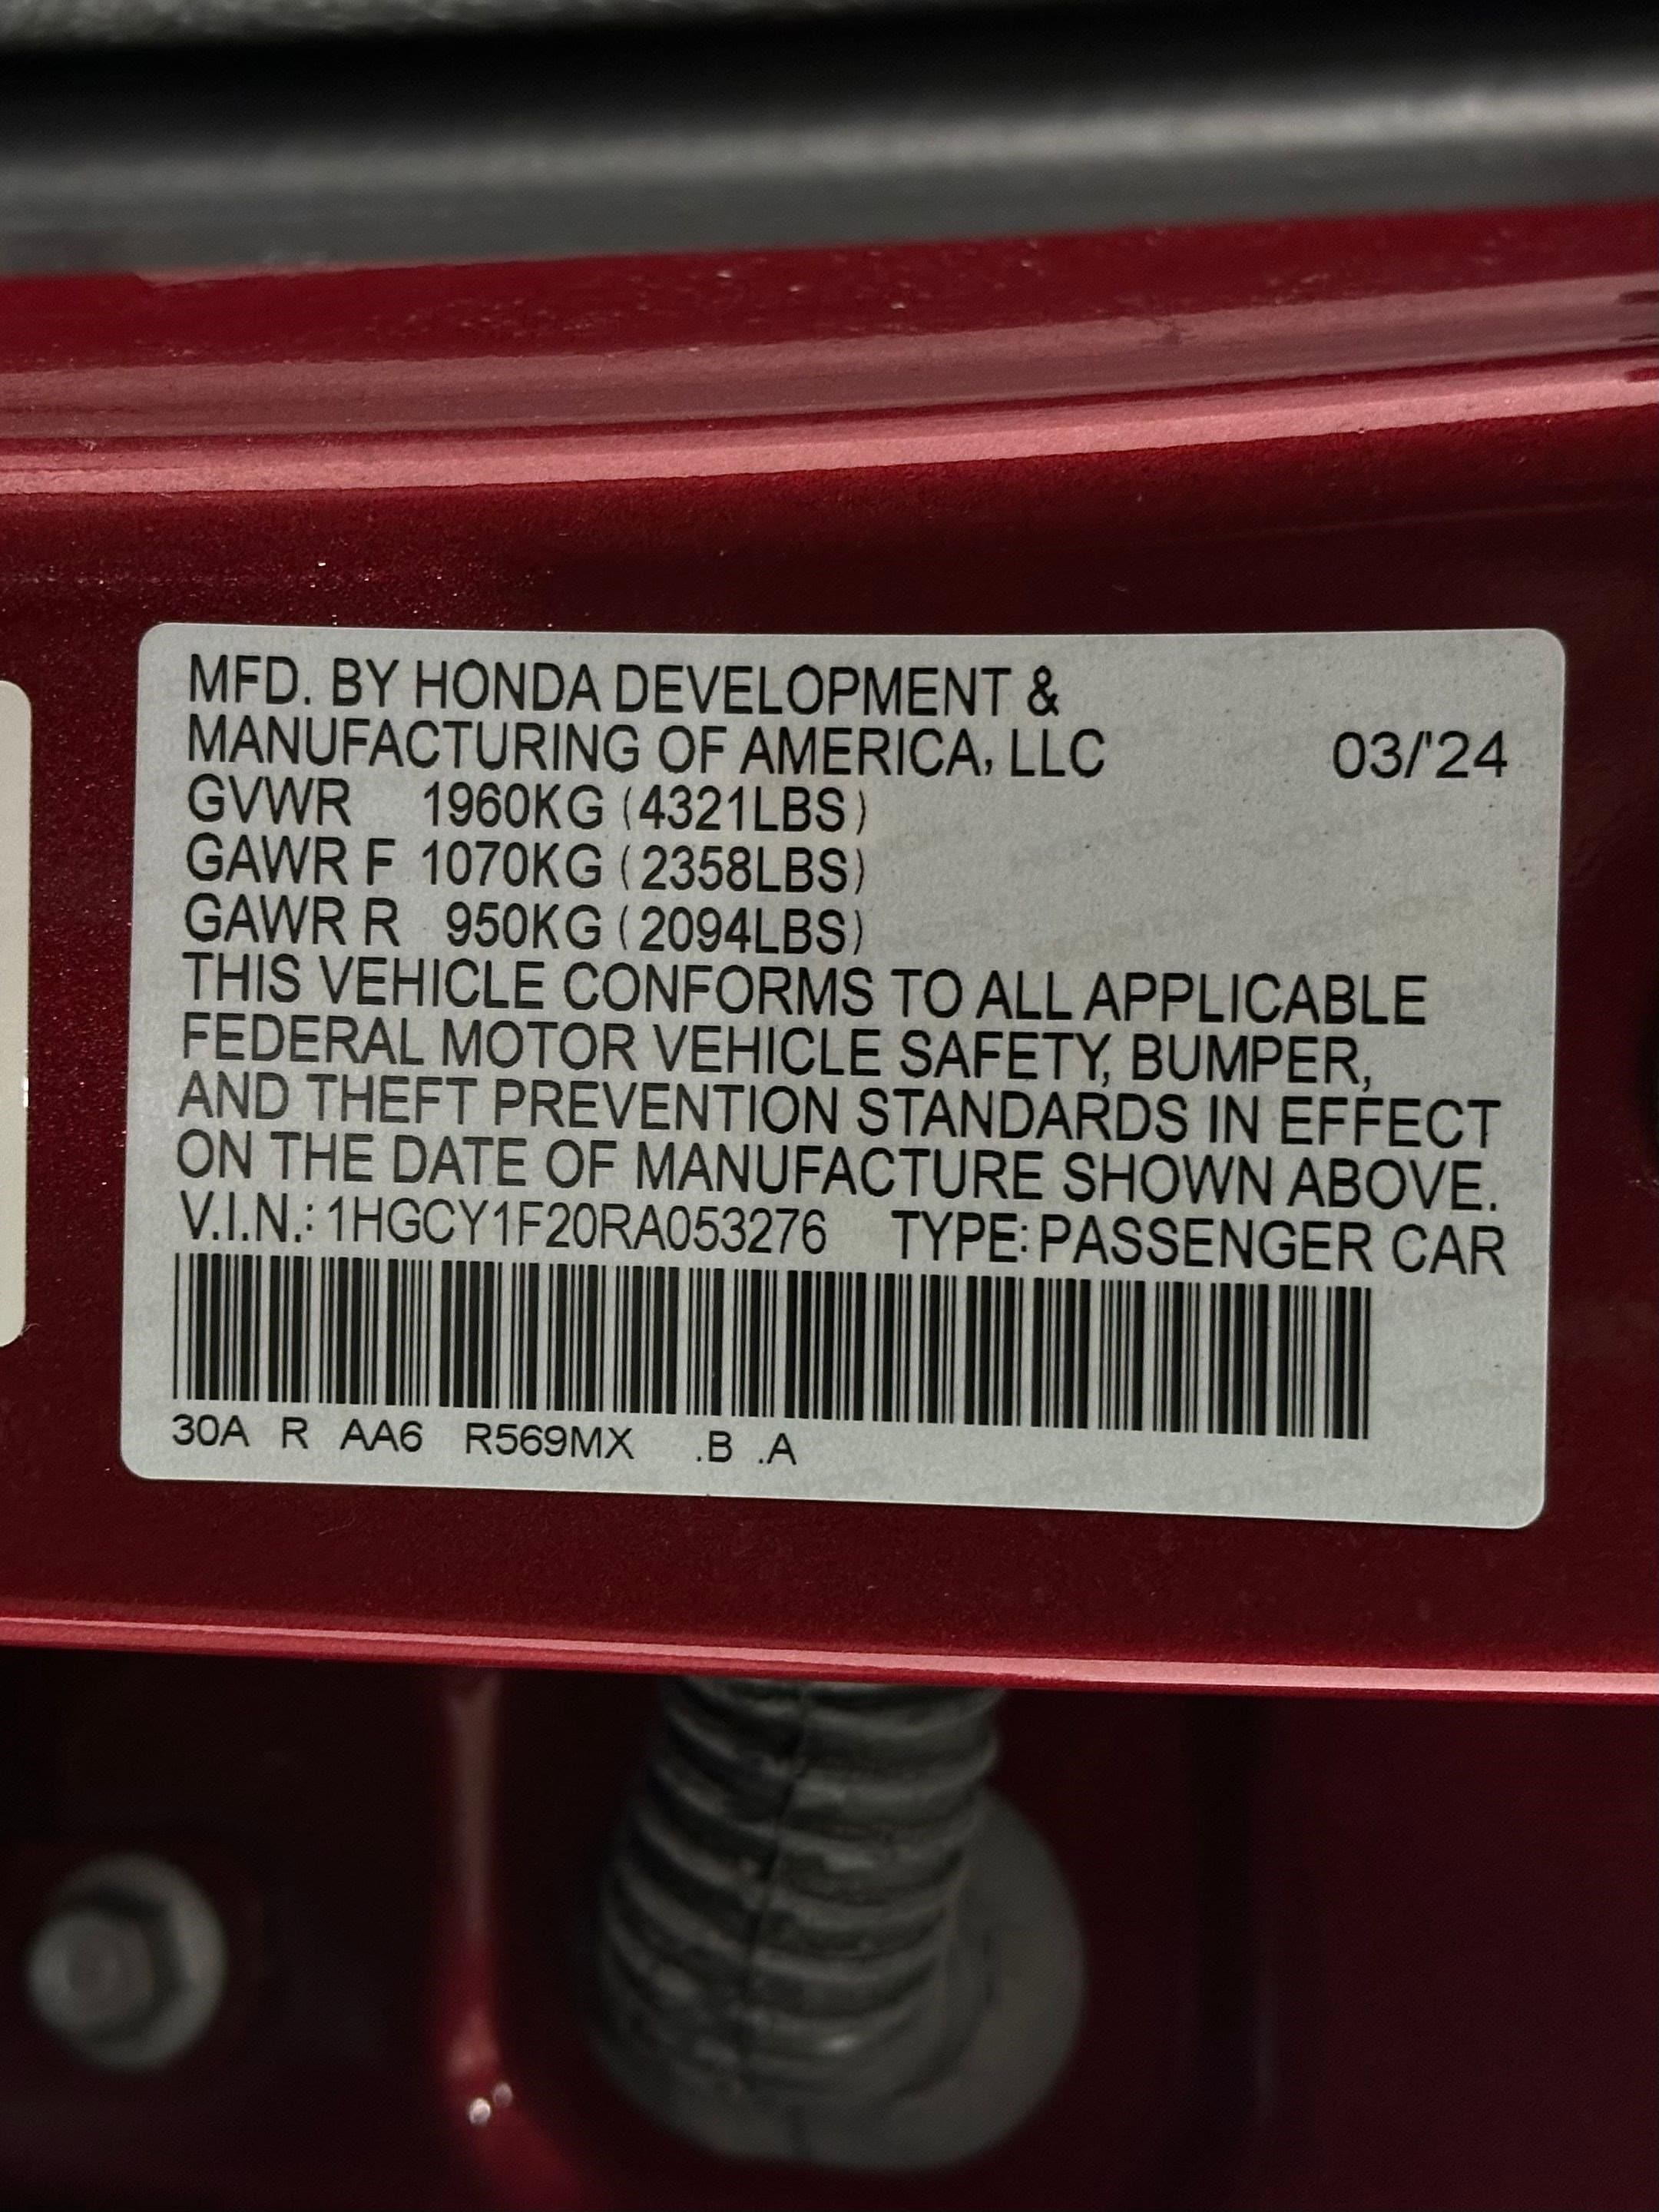 MFD. BY HONDA DEVELOPMENT &
MANUFACTURING OF AMERICA, LLC 03/'24
GVWR 1960KG (4321LBS)
GAWR F 1070KG (2358LBS)
GAWR R 950KG (2094LBS)
THIS VEHICLE CONFORMS TO ALL APPLICABLE
FEDERAL MOTOR VEHICLE SAFETY, BUMPER,
AND THEFT PREVENTION STANDARDS IN EFFECT
ON THE DATE OF MANUFACTURE SHOWN ABOVE.
V.I.N.: 1HGCY1F20RA053276 TYPE: PASSENGER CAR
30A R AA6 R569MX .B .A